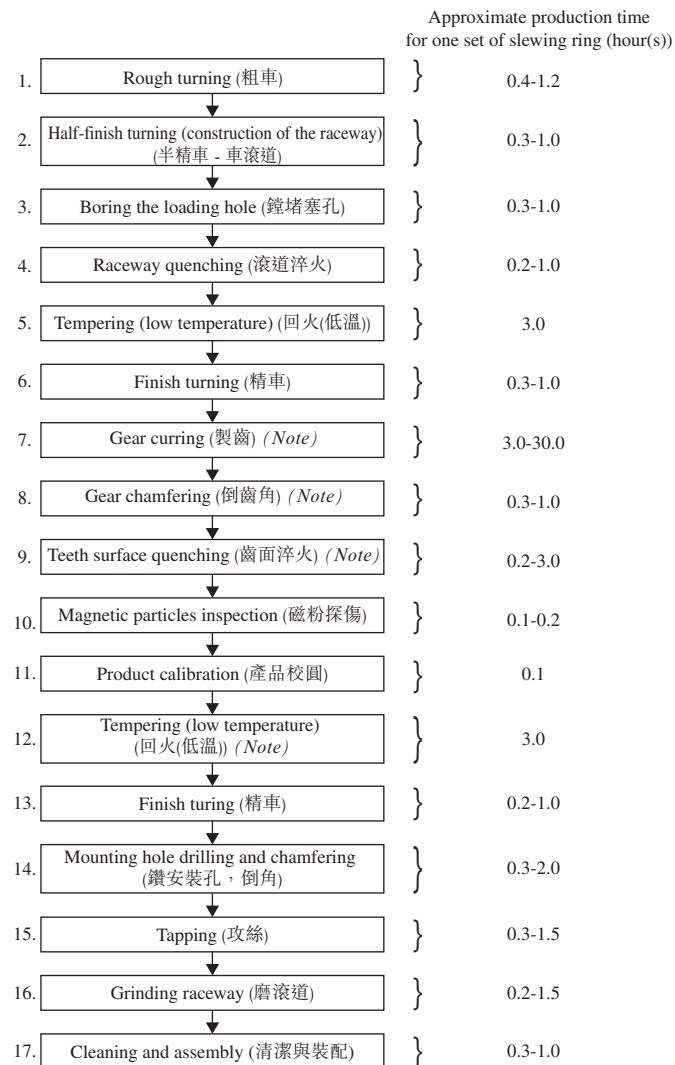 Approximate production time
for one set of slewing ring (hour(s))
1. Rough turning (粗車) } 0.4-1.2
2. Half-finish turning (construction of the raceway)
(半精車 - 車滾道) } 0.3-1.0
3. Boring the loading hole (鏜堵塞孔) } 0.3-1.0
4. Raceway quenching (滾道淬火) } 0.2-1.0
5. Tempering (low temperature) (回火(低溫)) } 3.0
6. Finish turning (精車) } 0.3-1.0
7. Gear curring (製齒) (Note) } 3.0-30.0
8. Gear chamfering (倒齒角) (Note) } 0.3-1.0
9. Teeth surface quenching (齒面淬火) (Note) } 0.2-3.0
10. Magnetic particles inspection (磁粉探傷) } 0.1-0.2
11. Product calibration (產品校圓) } 0.1
12. Tempering (low temperature)
(回火(低溫)) (Note) } 3.0
13. Finish turing (精車) } 0.2-1.0
14. Mounting hole drilling and chamfering
(鑽安裝孔，倒角) } 0.3-2.0
15. Tapping (攻絲) } 0.3-1.5
16. Grinding raceway (磨滾道) } 0.2-1.5
17. Cleaning and assembly (清潔與裝配) } 0.3-1.0